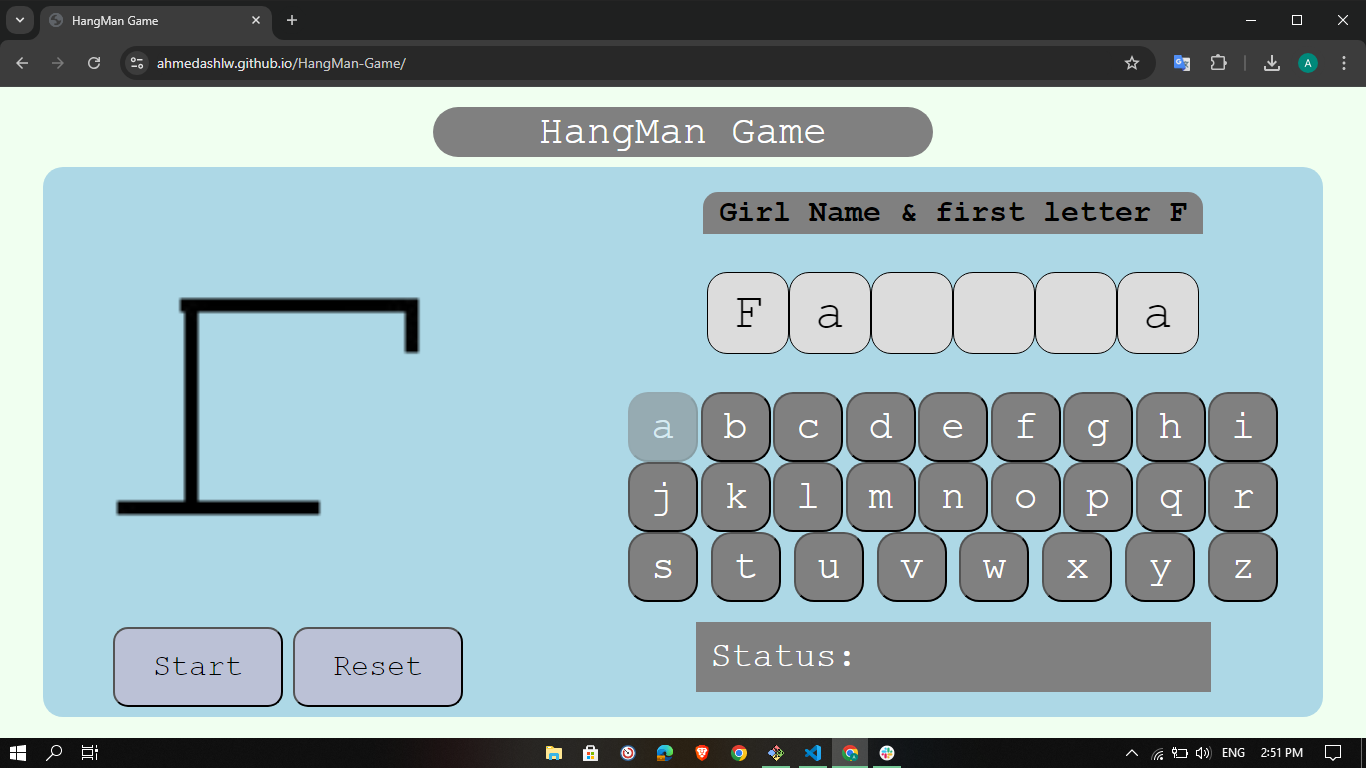 HangMan Game
ahmedashlw.github.io/HangMan-Game/
A
HangMan Game
Girl Name & first letter F
F a a
a b c d e f g h i
j k l m n o p q r
s t u v w x y z
Start Reset
Status:
ENG 2:51 PM